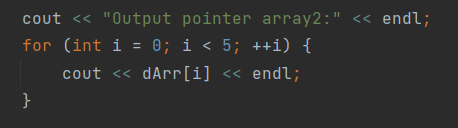 cout << "Output pointer array2:" << endl;
for (int i = 0; i < 5; ++i) {
    cout << dArr[i] << endl;
}